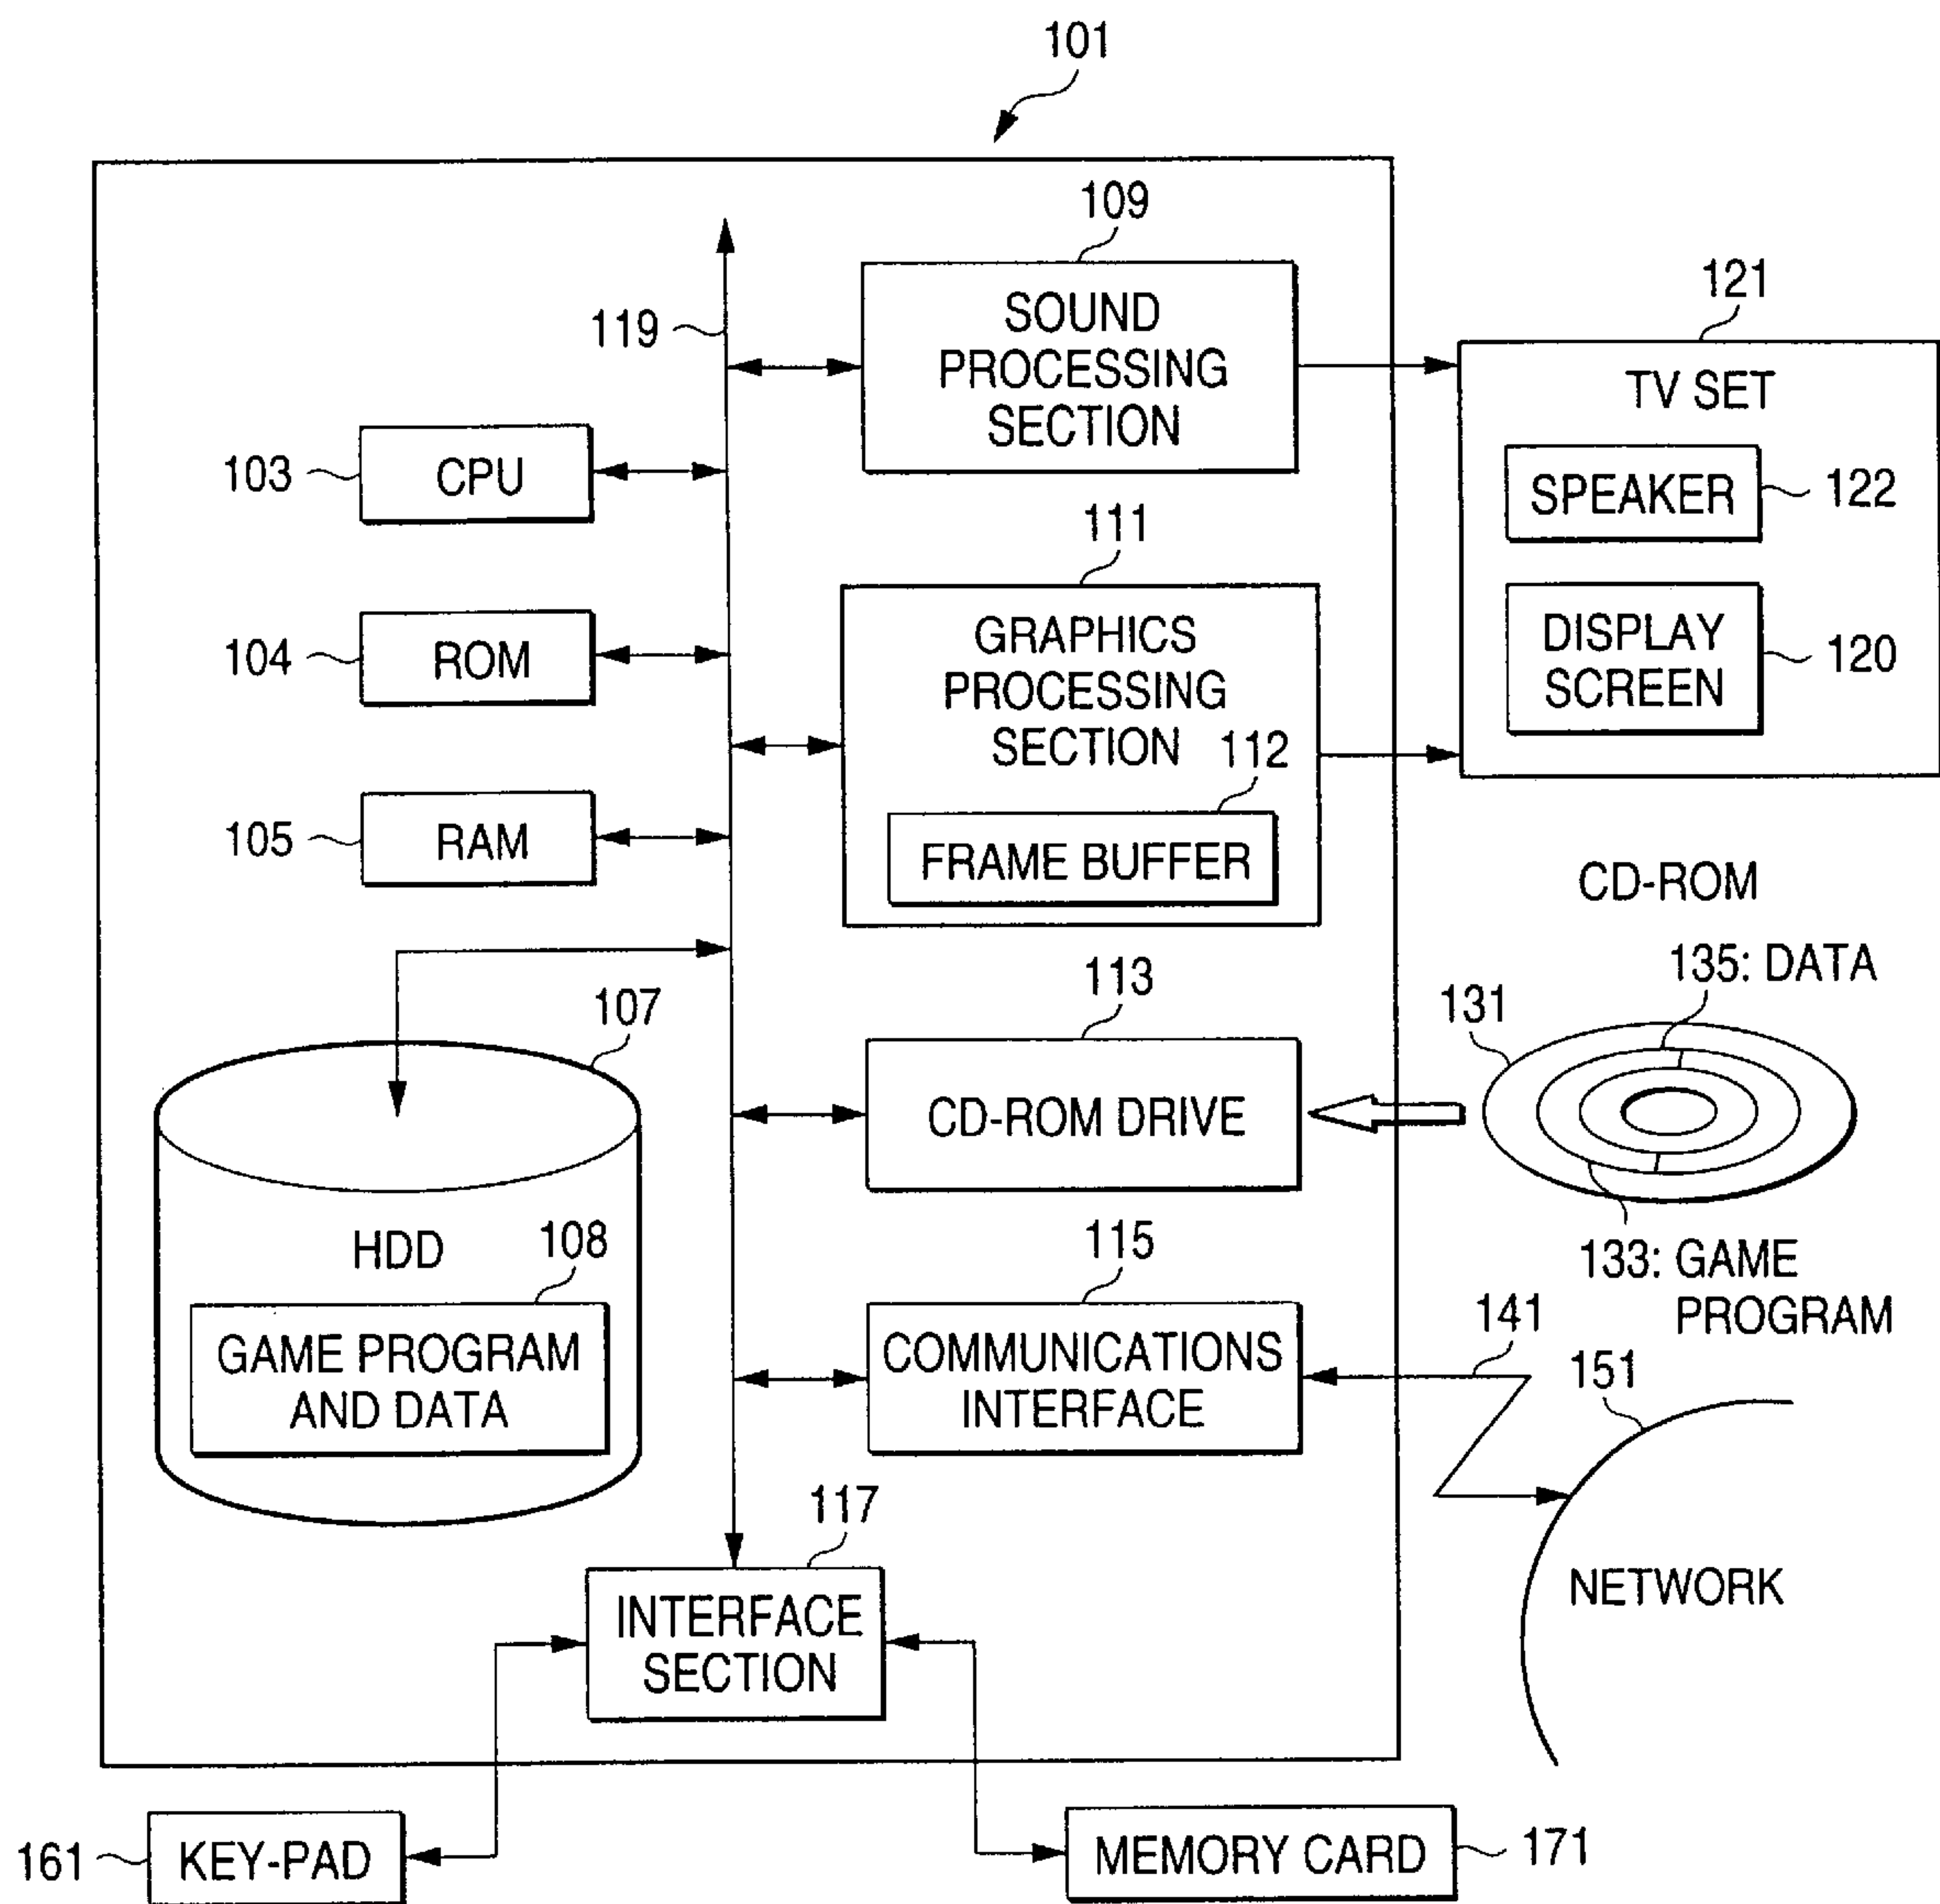 101
109
SOUND
PROCESSING
SECTION
119
121
TV SET
SPEAKER
122
DISPLAY
SCREEN
120
103
CPU
111
GRAPHICS
PROCESSING
SECTION
112
FRAME BUFFER
104
ROM
105
RAM
CD-ROM
135: DATA
131
133: GAME
PROGRAM
113
CD-ROM DRIVE
107
HDD
108
GAME PROGRAM
AND DATA
115
COMMUNICATIONS
INTERFACE
141
151
NETWORK
117
INTERFACE
SECTION
161
KEY-PAD
MEMORY CARD
171